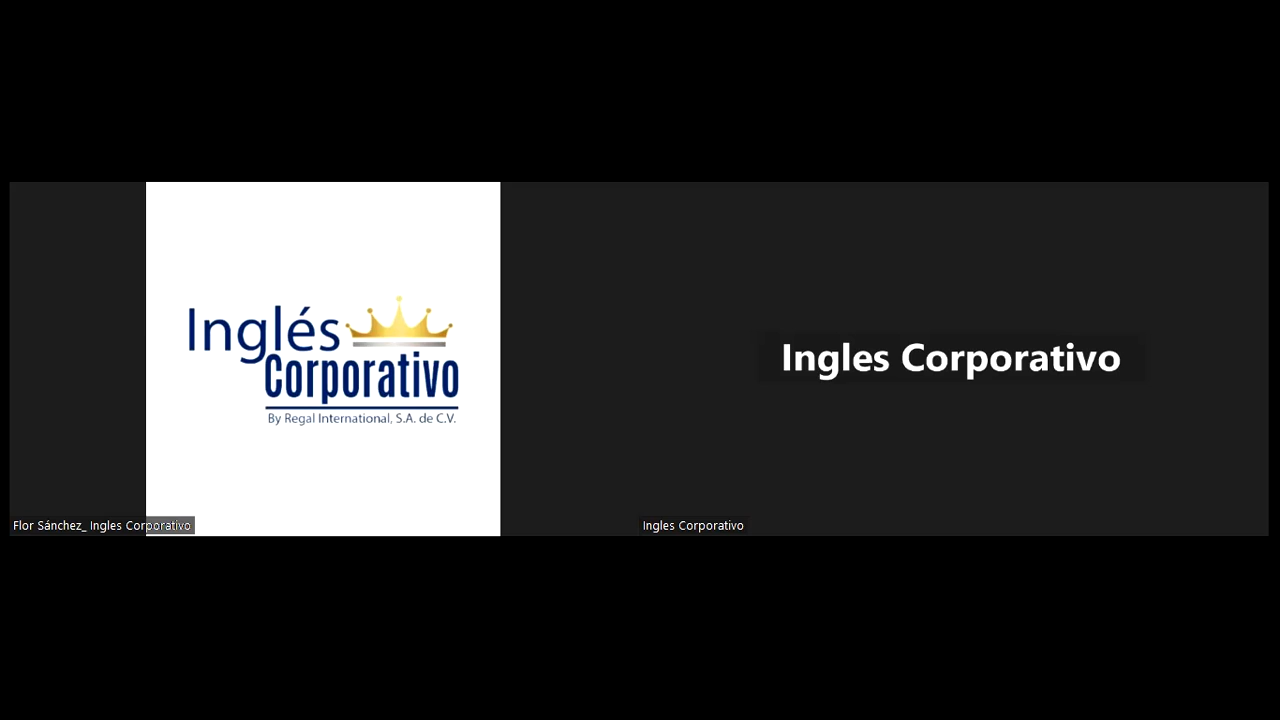 Inglés
Corporativo
By Regal International, S.A. de C.V.
Ingles Corporativo
Flor Sánchez_ Ingles Corporativo
Ingles Corporativo